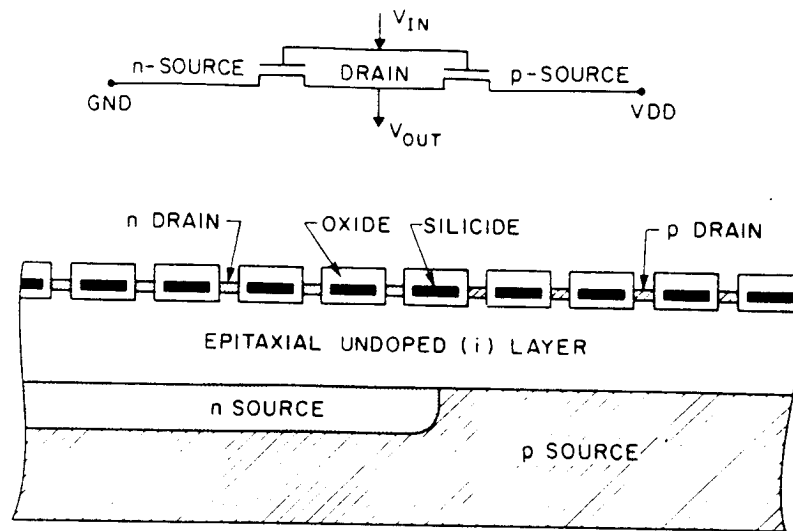 V_IN
n-SOURCE
DRAIN
p-SOURCE
GND
VDD
V_OUT
n DRAIN
OXIDE
SILICIDE
p DRAIN
EPITAXIAL UNDOPED (i) LAYER
n SOURCE
p SOURCE